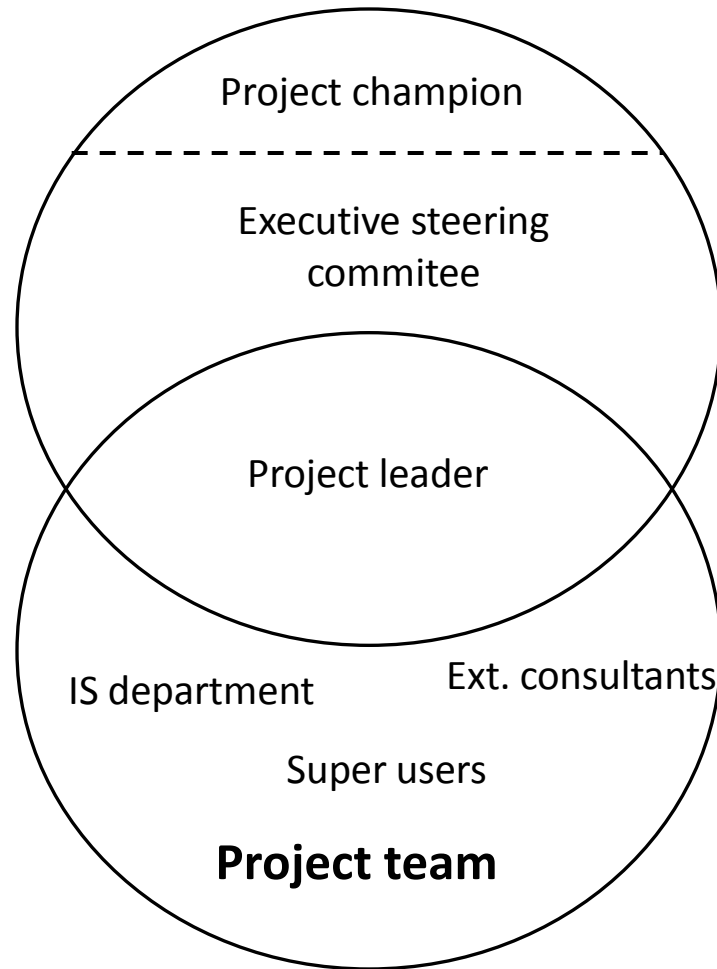 Project champion
Executive steering
commitee
Project leader
IS department
Ext. consultants
Super users
Project team